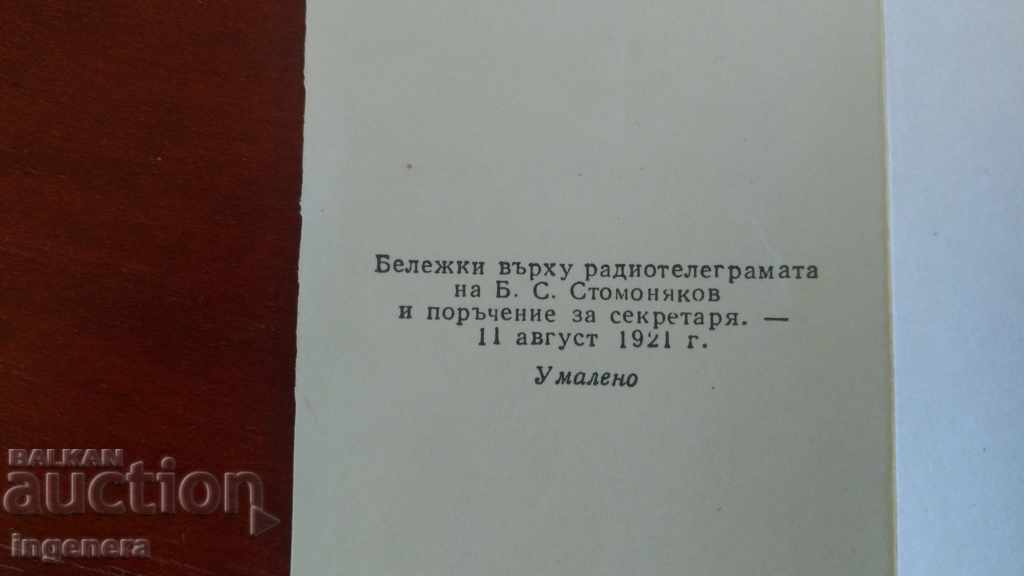 Бележки върху радиотелеграмата
на Б. С. Стомоняков
и поръчение за секретаря. —
11 август 1921 г.
Умалено
BALKAN
auction
ingenera